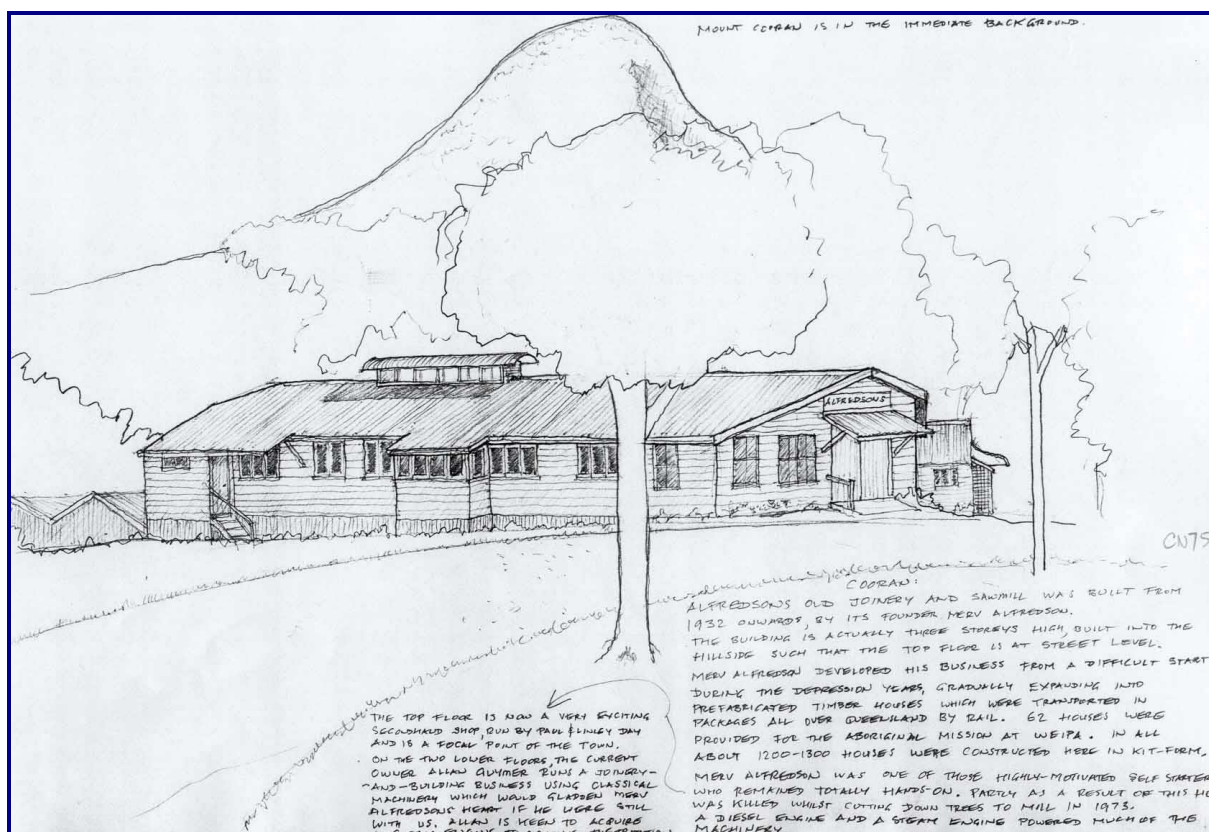 MOUNT COORAN IS IN THE IMMEDIATE BACKGROUND.
ALFREDSONS
CN75
COORAN:
ALFREDSONS OLD JOINERY AND SAWMILL WAS BUILT FROM
1932 ONWARDS, BY ITS FOUNDER MERV ALFREDSON.
THE BUILDING IS ACTUALLY THREE STOREYS HIGH, BUILT INTO THE
HILLSIDE SUCH THAT THE TOP FLOOR IS AT STREET LEVEL.
MERV ALFREDSON DEVELOPED HIS BUSINESS FROM A DIFFICULT START
DURING THE DEPRESSION YEARS, GRADUALLY EXPANDING INTO
PREFABRICATED TIMBER HOUSES WHICH WERE TRANSPORTED IN
PACKAGES ALL OVER QUEENSLAND BY RAIL. 62 HOUSES WERE
PROVIDED FOR THE ABORIGINAL MISSION AT WEIPA. IN ALL
ABOUT 1200-1300 HOUSES WERE CONSTRUCTED HERE IN KIT-FORM.
MERV ALFREDSON WAS ONE OF THOSE HIGHLY-MOTIVATED SELF STARTER
WHO REMAINED TOTALLY HANDS-ON. PARTLY AS A RESULT OF THIS HE
WAS KILLED WHILST CUTTING DOWN TREES TO MILL IN 1973.
A DIESEL ENGINE AND A STEAM ENGINE POWERED MUCH OF THE
MACHINERY
THE TOP FLOOR IS NOW A VERY EXCITING
SECONDHAND SHOP, RUN BY PAUL & LINLEY DAY
AND IS A FOCAL POINT OF THE TOWN.
ON THE TWO LOWER FLOORS, THE CURRENT
OWNER ALLAN GUYMER RUNS A JOINERY-
-AND-BUILDING BUSINESS USING CLASSICAL
MACHINERY WHICH WOULD GLADDEN MERV
ALFREDSONS HEART IF HE WERE STILL
WITH US. ALLAN IS KEEN TO ACQUIRE